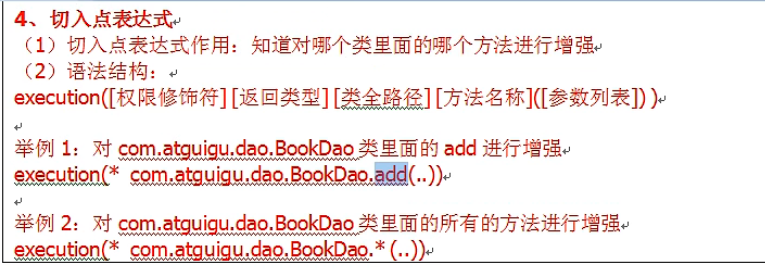 4、切入点表达式
（1）切入点表达式作用：知道对哪个类里面的哪个方法进行增强
（2）语法结构：
execution([权限修饰符] [返回类型] [类全路径] [方法名称]([参数列表]) )
举例 1：对 com.atguigu.dao.BookDao 类里面的 add 进行增强
execution(* com.atguigu.dao.BookDao.add(..))
举例 2：对 com.atguigu.dao.BookDao 类里面的所有的方法进行增强
execution(* com.atguigu.dao.BookDao.* (..))